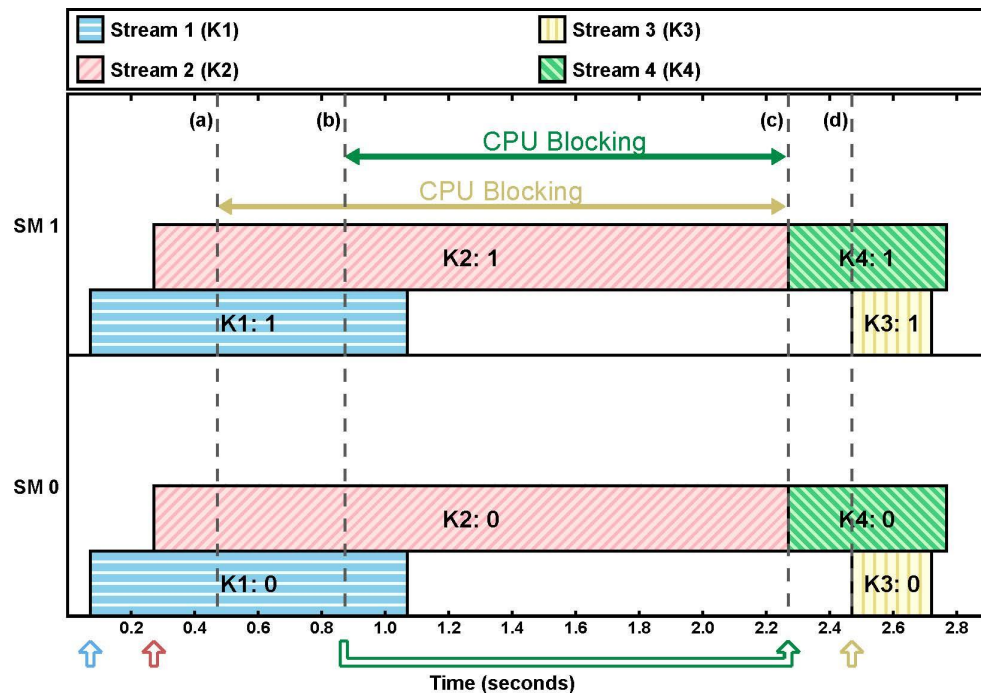 Stream 1 (K1)
Stream 3 (K3)
Stream 2 (K2)
Stream 4 (K4)
(a)
(b)
(c)
(d)
CPU Blocking
CPU Blocking
SM 1
K2: 1
K4: 1
K1: 1
K3: 1
SM 0
K2: 0
K4: 0
K1: 0
K3: 0
0.2 0.4 0.6 0.8 1.0 1.2 1.4 1.6 1.8 2.0 2.2 2.4 2.6 2.8
Time (seconds)